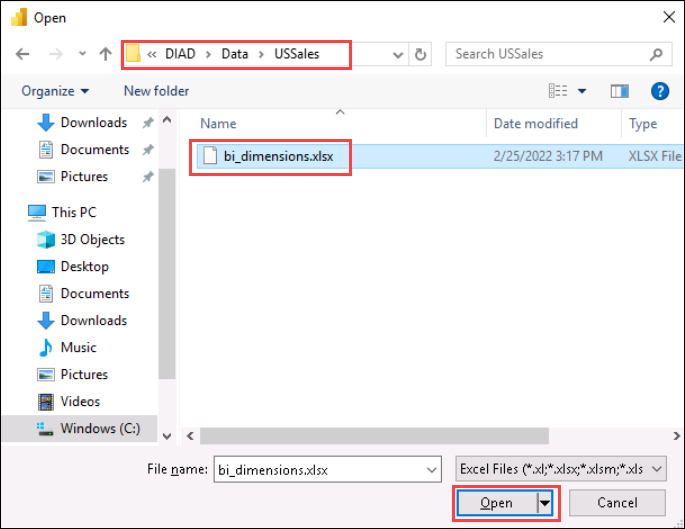 Open
« DIAD > Data > USSales
Search USSales
Organize
New folder
?
Name
Date modified
Type
Downloads
Documents
Pictures
This PC
3D Objects
Desktop
Documents
Downloads
Music
Pictures
Videos
Windows (C:)
bi_dimensions.xlsx
2/25/2022 3:17 PM
XLSX File
File name:
bi_dimensions.xlsx
Excel Files (*.xl;*.xlsx;*.xlsm;*.xls
Open
Cancel